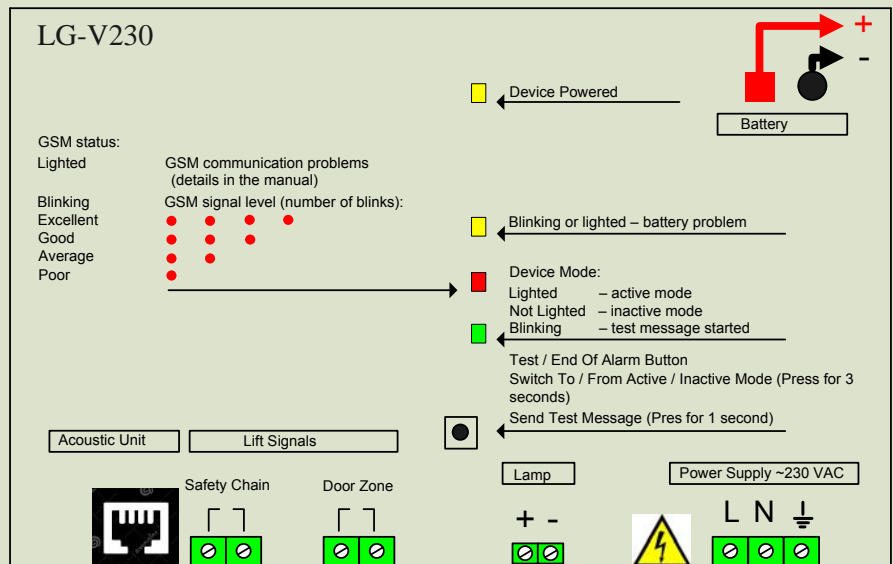 LG-V230
+
-
Device Powered
Battery
GSM status:
Lighted GSM communication problems
(details in the manual)
Blinking GSM signal level (number of blinks):
Excellent
Good
Average
Poor
Blinking or lighted – battery problem
Device Mode:
Lighted – active mode
Not Lighted – inactive mode
Blinking – test message started
Test / End Of Alarm Button
Switch To / From Active / Inactive Mode (Press for 3
seconds)
Send Test Message (Pres for 1 second)
Acoustic Unit
Lift Signals
Lamp
Power Supply ~230 VAC
Safety Chain
Door Zone
+ -
L N